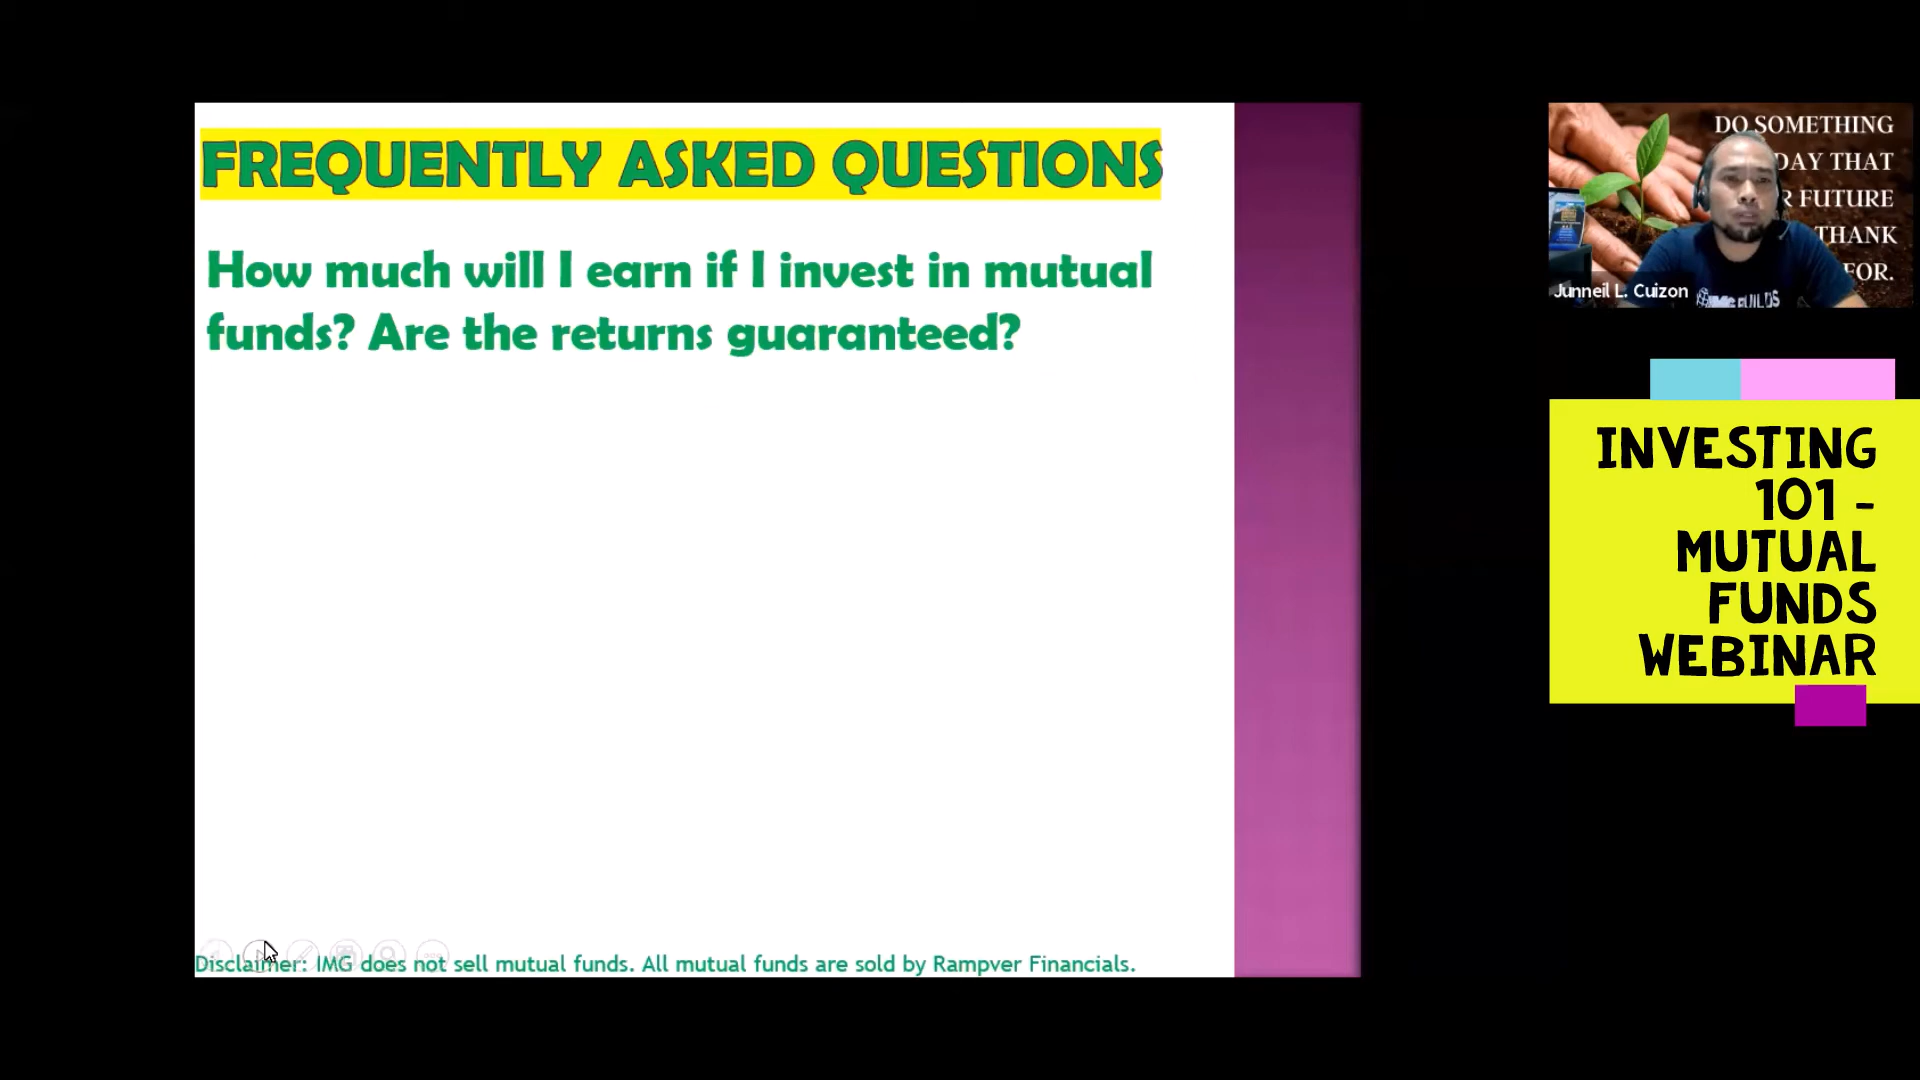 FREQUENTLY ASKED QUESTIONS
How much will I earn if I invest in mutual
funds? Are the returns guaranteed?
Disclaimer: IMG does not sell mutual funds. All mutual funds are sold by Rampver Financials.
DO SOMETHING
DAY THAT
R FUTURE
THANK
FOR.
Junneil L. Cuizon
IMG BUILDS
INVESTING
101 -
MUTUAL
FUNDS
WEBINAR